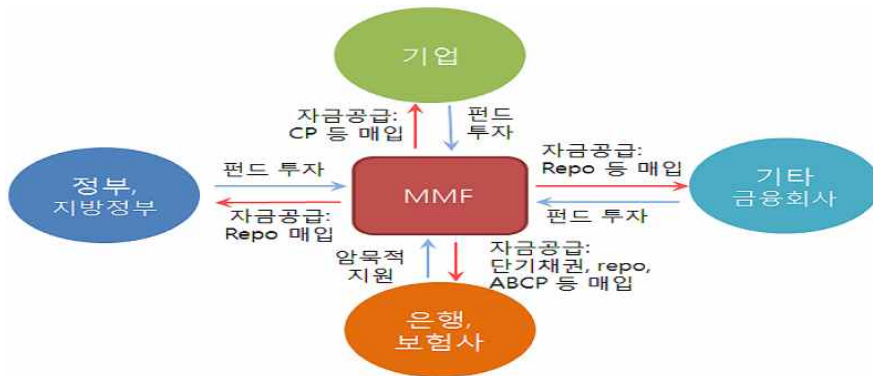 기업
자금공급:
CP 등 매입
펀드
투자
정부,
지방정부
펀드 투자
자금공급:
Repo 매입
MMF
자금공급:
Repo 등 매입
펀드 투자
기타
금융회사
암묵적
지원
자금공급:
단기채권, repo,
ABCP 등 매입
은행,
보험사